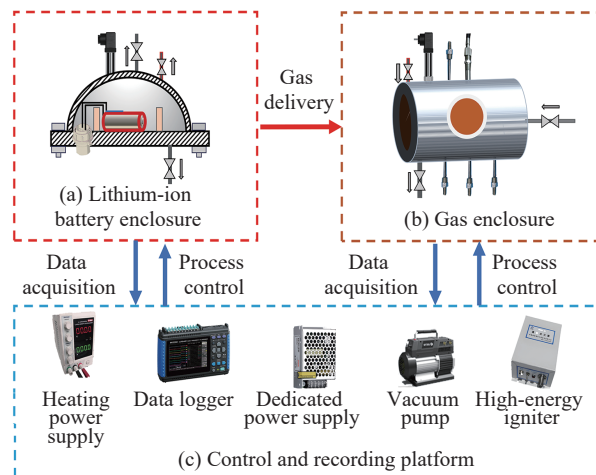 Gas
delivery
(a) Lithium-ion
battery enclosure
(b) Gas enclosure
Data
acquisition
Process
control
Data
acquisition
Process
control
Heating
power
supply
Data logger
Dedicated
power supply
Vacuum
pump
High-energy
igniter
(c) Control and recording platform